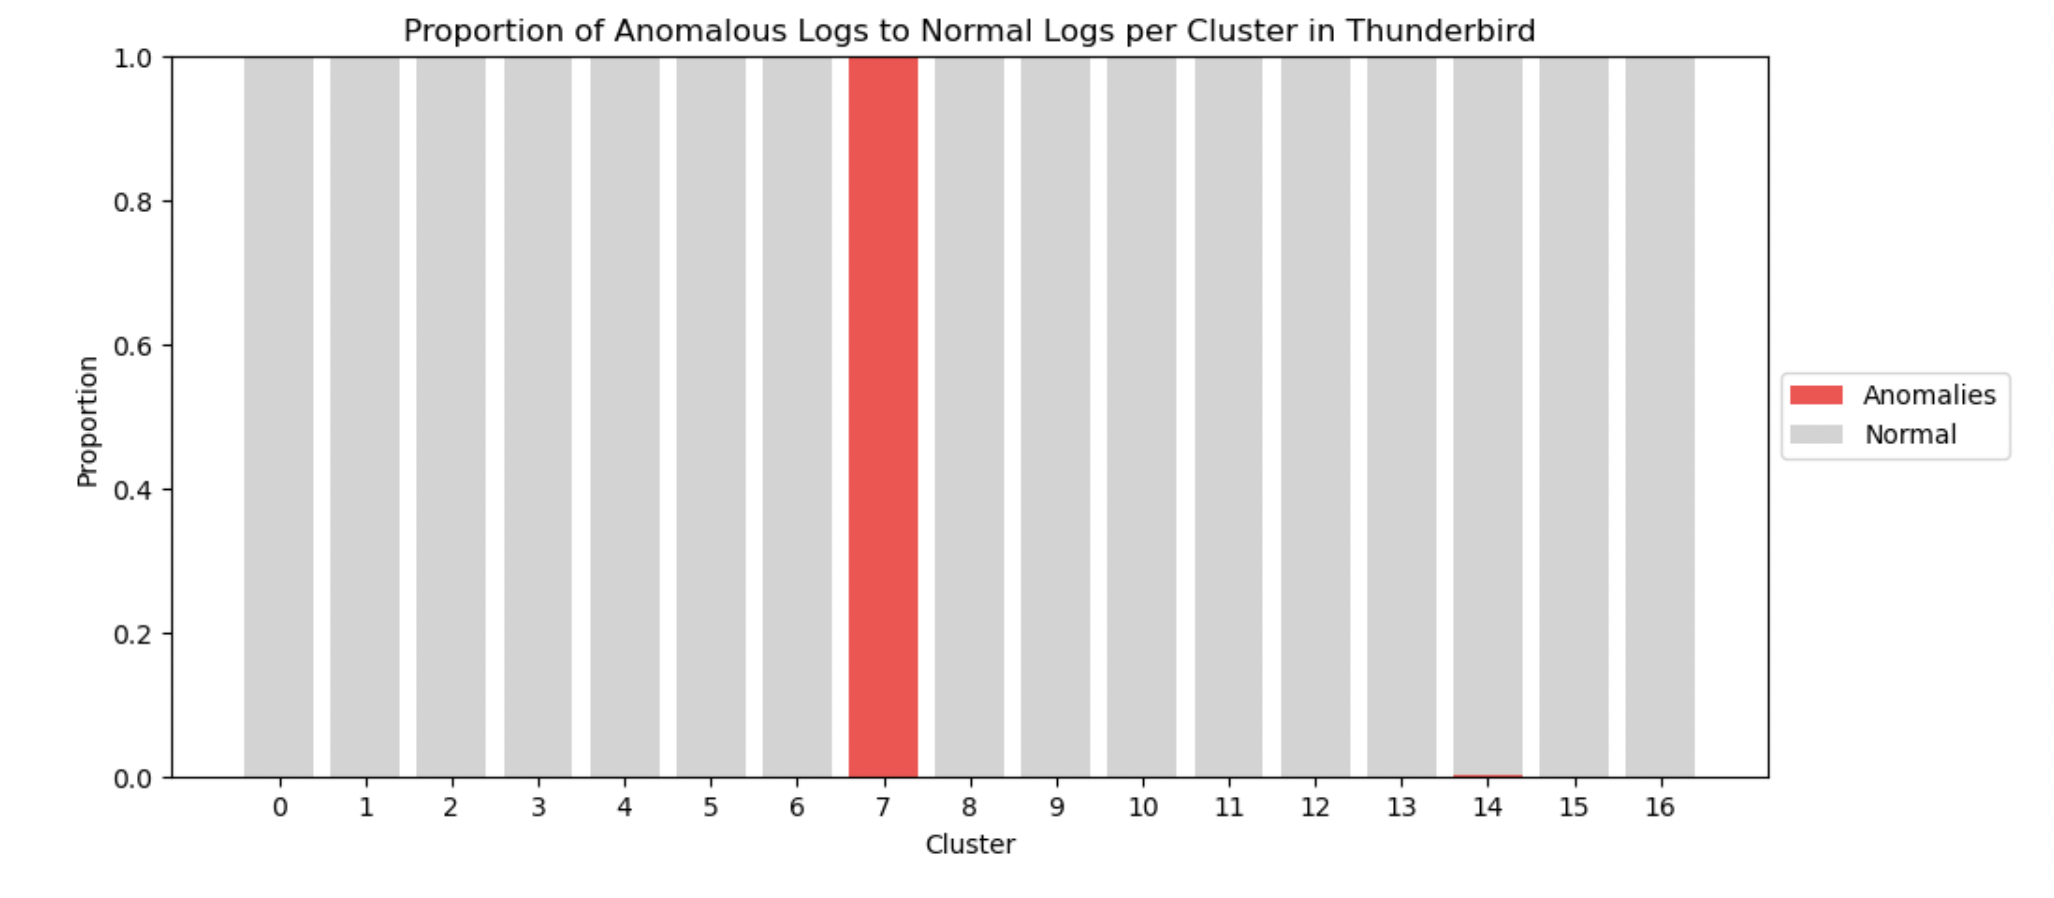 Proportion of Anomalous Logs to Normal Logs per Cluster in Thunderbird
1.0
0.8
0.6
0.4
0.2
0.0
Proportion
0 1 2 3 4 5 6 7 8 9 10 11 12 13 14 15 16
Cluster
Anomalies
Normal